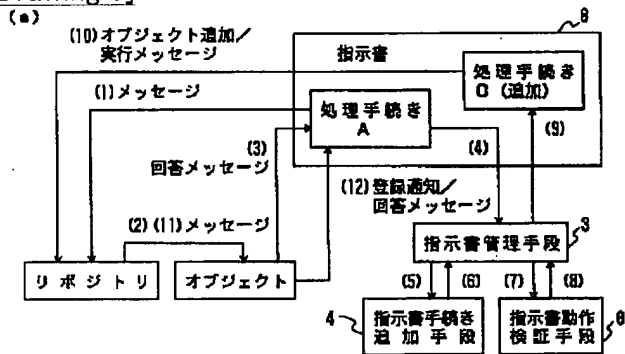 (a)
6
(10)オブジェクト追加/
実行メッセージ
指示書
処理手続き
(追加)
(1)メッセージ
処理手続き
A
(9)
(3)
回答メッセージ
(4)
(12)登録通知/
回答メッセージ
(2)(11)メッセージ
3
指示書管理手段
リポジトリ
オブジェクト
(5)
(6)
(7)
(8)
4
指示書手続き
追加手段
指示書動作
検証手段